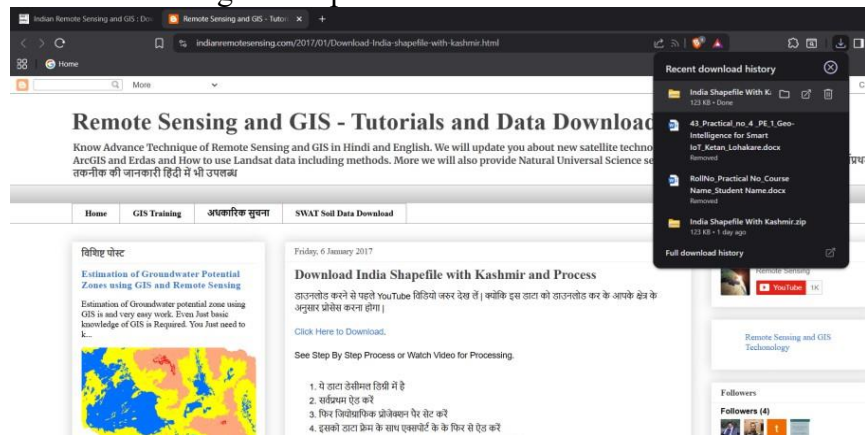 Indian Remote Sensing and GIS : Do
Remote Sensing and GIS - Tutor
indianremotesensing.com/2017/01/Download-India-shapefile-with-kashmir.html
Home
More
Recent download history
India Shapefile With K
123 KB • Done
43_Practical_no_4 _PE_1_Geo-
Intelligence for Smart
IoT_Ketan_Lohakare.docx
Removed
RollNo_Practical No_Course
Name_Student Name.docx
Removed
India Shapefile With Kashmir.zip
123 KB • 1 day ago
Full download history
Remote Sensing and GIS - Tutorials and Data Download
Know Advance Technique of Remote Sensing and GIS in Hindi and English. We will update you about new satellite techno
ArcGIS and Erdas and How to use Landsat data including methods. More we will also provide Natural Universal Science se
तकनीक की जानकारी हिंदी में भी उपलब्ध
Home
GIS Training
अधकारिक सुचना
SWAT Soil Data Download
विशिष्ट पोस्ट
Estimation of Groundwater Potential
Zones using GIS and Remote Sensing
Estimation of Groundwater potential zone using
GIS and very easy work. Even Just basic
knowledge of GIS is Required. You Just need to
k...
Friday, 6 January 2017
Download India Shapefile with Kashmir and Process
डाउनलोड करने से पहले YouTube विडियो जरूर देख लें | क्योंकि इस डाटा को डाउनलोड कर के आपके क्षेत्र के
अनुसार प्रोसेस करना होगा |
Click Here to Download.
See Step By Step Process or Watch Video for Processing.
1. ये डाटा डेसीमल डिग्री में है
2. सर्वप्रथम ऐड करें
3. फिर जियोग्राफिक प्रोजेक्शन पैर सेट करें
4. इसको डाटा फ्रेम के साथ एक्सपोर्ट के के फिर से ऐड करें
Remote Sensing
YouTube 1K
Remote Sensing and GIS
Techonology
Followers
Followers (4)